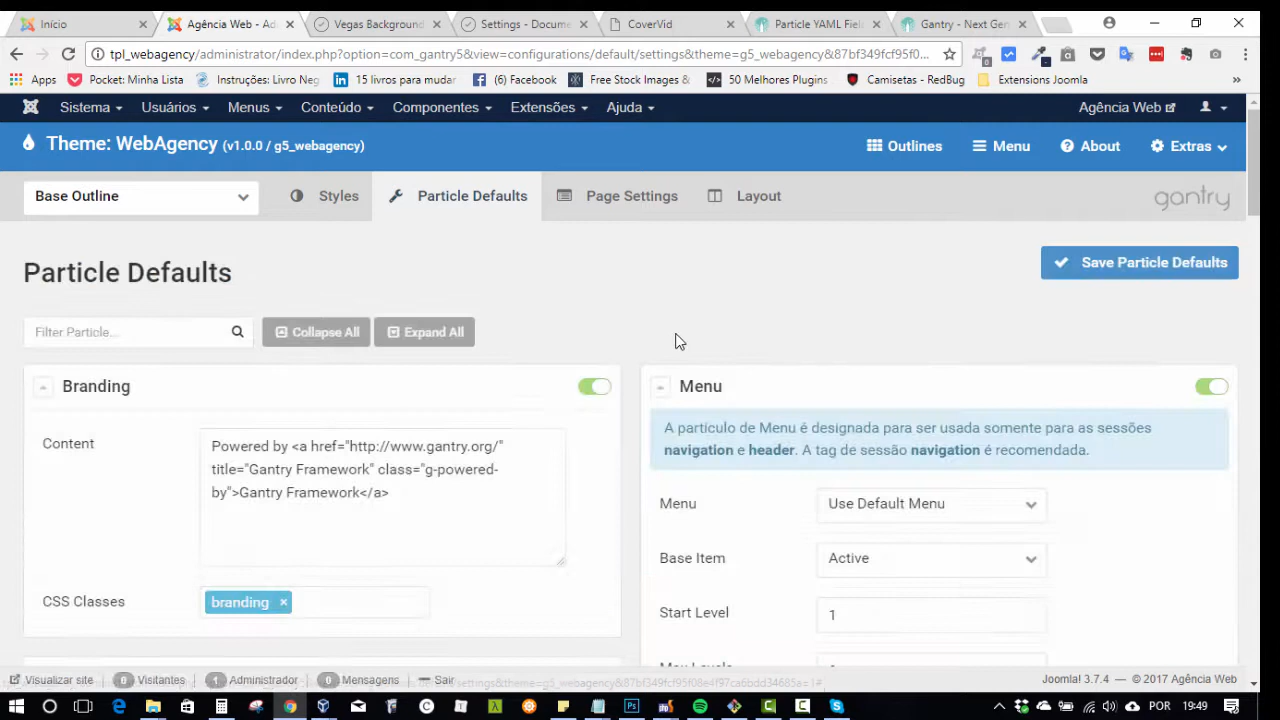 Início
Agência Web - Ad
Vegas Background
Settings - Docume
CoverVid
Particle YAML Fiel
Gantry - Next Gen
tpl_webagency/administrator/index.php?option=com_gantry5&view=configurations/default/settings&theme=g5_webagency&87bf349fcf95f0...
Apps
Pocket: Minha Lista
Instruções: Livro Neg
15 livros para mudar
(6) Facebook
Free Stock Images &
50 Melhores Plugins
Camisetas - RedBug
Extensions Joomla
»
Sistema
Usuários
Menus
Conteúdo
Componentes
Extensões
Ajuda
Agência Web
Theme: WebAgency (v1.0.0 / g5_webagency)
Outlines
Menu
About
Extras
Base Outline
Styles
Particle Defaults
Page Settings
Layout
gantry
Particle Defaults
Save Particle Defaults
Filter Particle...
Collapse All
Expand All
Branding
Content
Powered by <a href="http://www.gantry.org/"
title="Gantry Framework" class="g-powered-
by">Gantry Framework</a>
CSS Classes
branding ×
Menu
A partículo de Menu é designada para ser usada somente para as sessões
navigation e header. A tag de sessão navigation é recomendada.
Menu
Use Default Menu
Base Item
Active
Start Level
1
Max Levels
Visualizar site
0 Visitantes
1 Administrador
0 Mensagens
Sair
Joomla! 3.7.4 — © 2017 Agência Web
POR
19:49